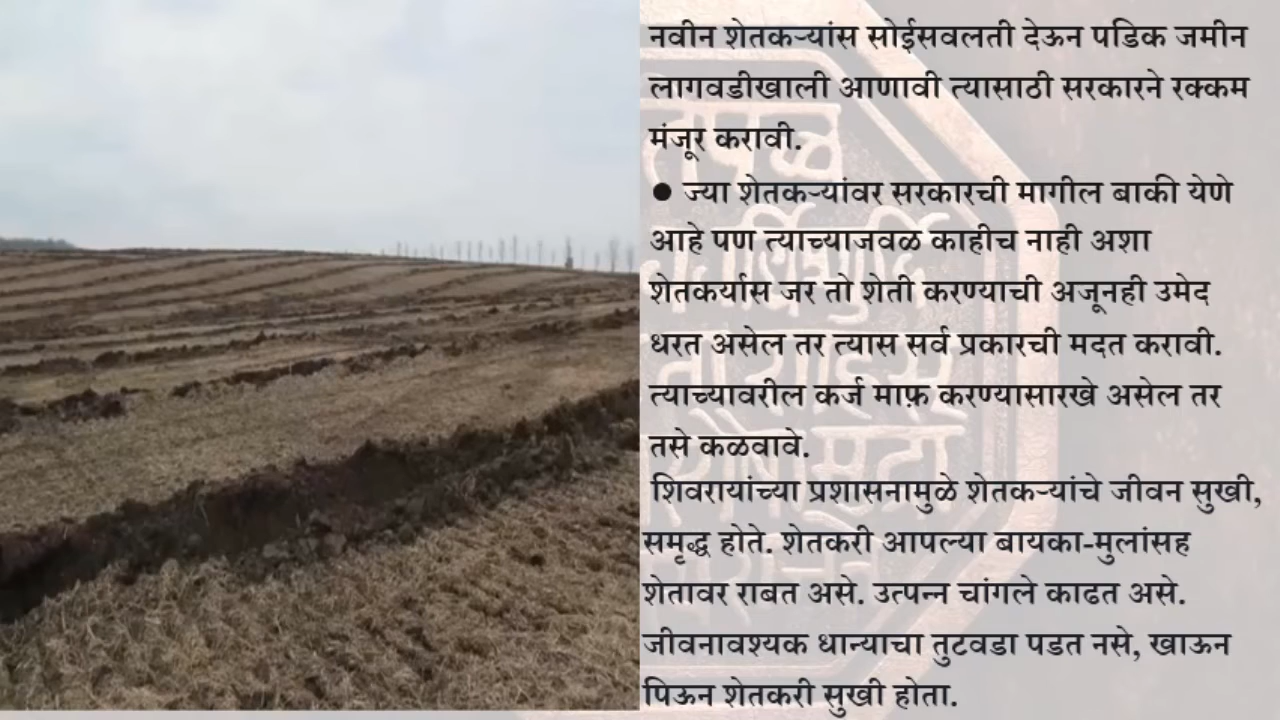 नवीन शेतकऱ्यांस सोईसवलती देऊन पडिक जमीन
लागवडीखाली आणावी त्यासाठी सरकारने रक्कम
मंजूर करावी.
● ज्या शेतकऱ्यांवर सरकारची मागील बाकी येणे
आहे पण त्याच्याजवळ काहीच नाही अशा
शेतकर्यास जर तो शेती करण्याची अजूनही उमेद
धरत असेल तर त्यास सर्व प्रकारची मदत करावी.
त्याच्यावरील कर्ज माफ़ करण्यासारखे असेल तर
तसे कळवावे.
शिवरायांच्या प्रशासनामुळे शेतकऱ्यांचे जीवन सुखी,
समृद्ध होते. शेतकरी आपल्या बायका-मुलांसह
शेतावर राबत असे. उत्पन्न चांगले काढत असे.
जीवनावश्यक धान्याचा तुटवडा पडत नसे, खाऊन
पिऊन शेतकरी सुखी होता.